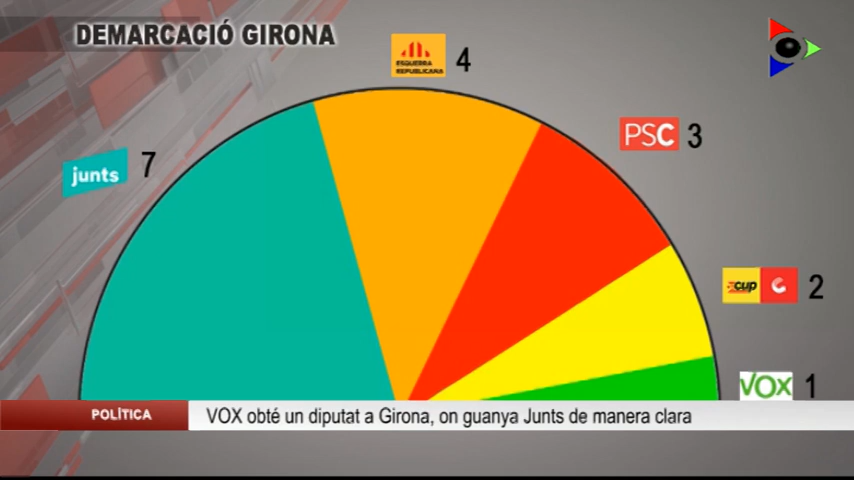 DEMARCACIÓ GIRONA
ESQUERRA
REPUBLICANA
4
PSC 3
junts 7
cup
2
VOX 1
POLÍTICA
VOX obté un diputat a Girona, on guanya Junts de manera clara